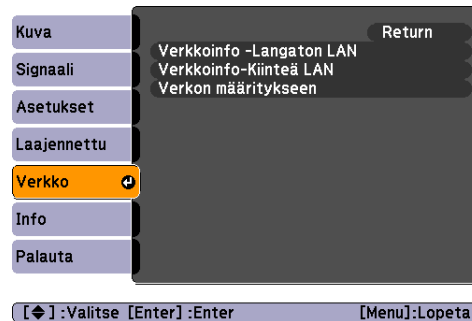 Kuva
Signaali
Asetukset
Laajennettu
Verkko
Info
Palauta
Return
Verkkoinfo -Langaton LAN
Verkkoinfo-Kiinteä LAN
Verkon määritykseen
[◆] :Valitse [Enter] :Enter [Menu]:Lopeta